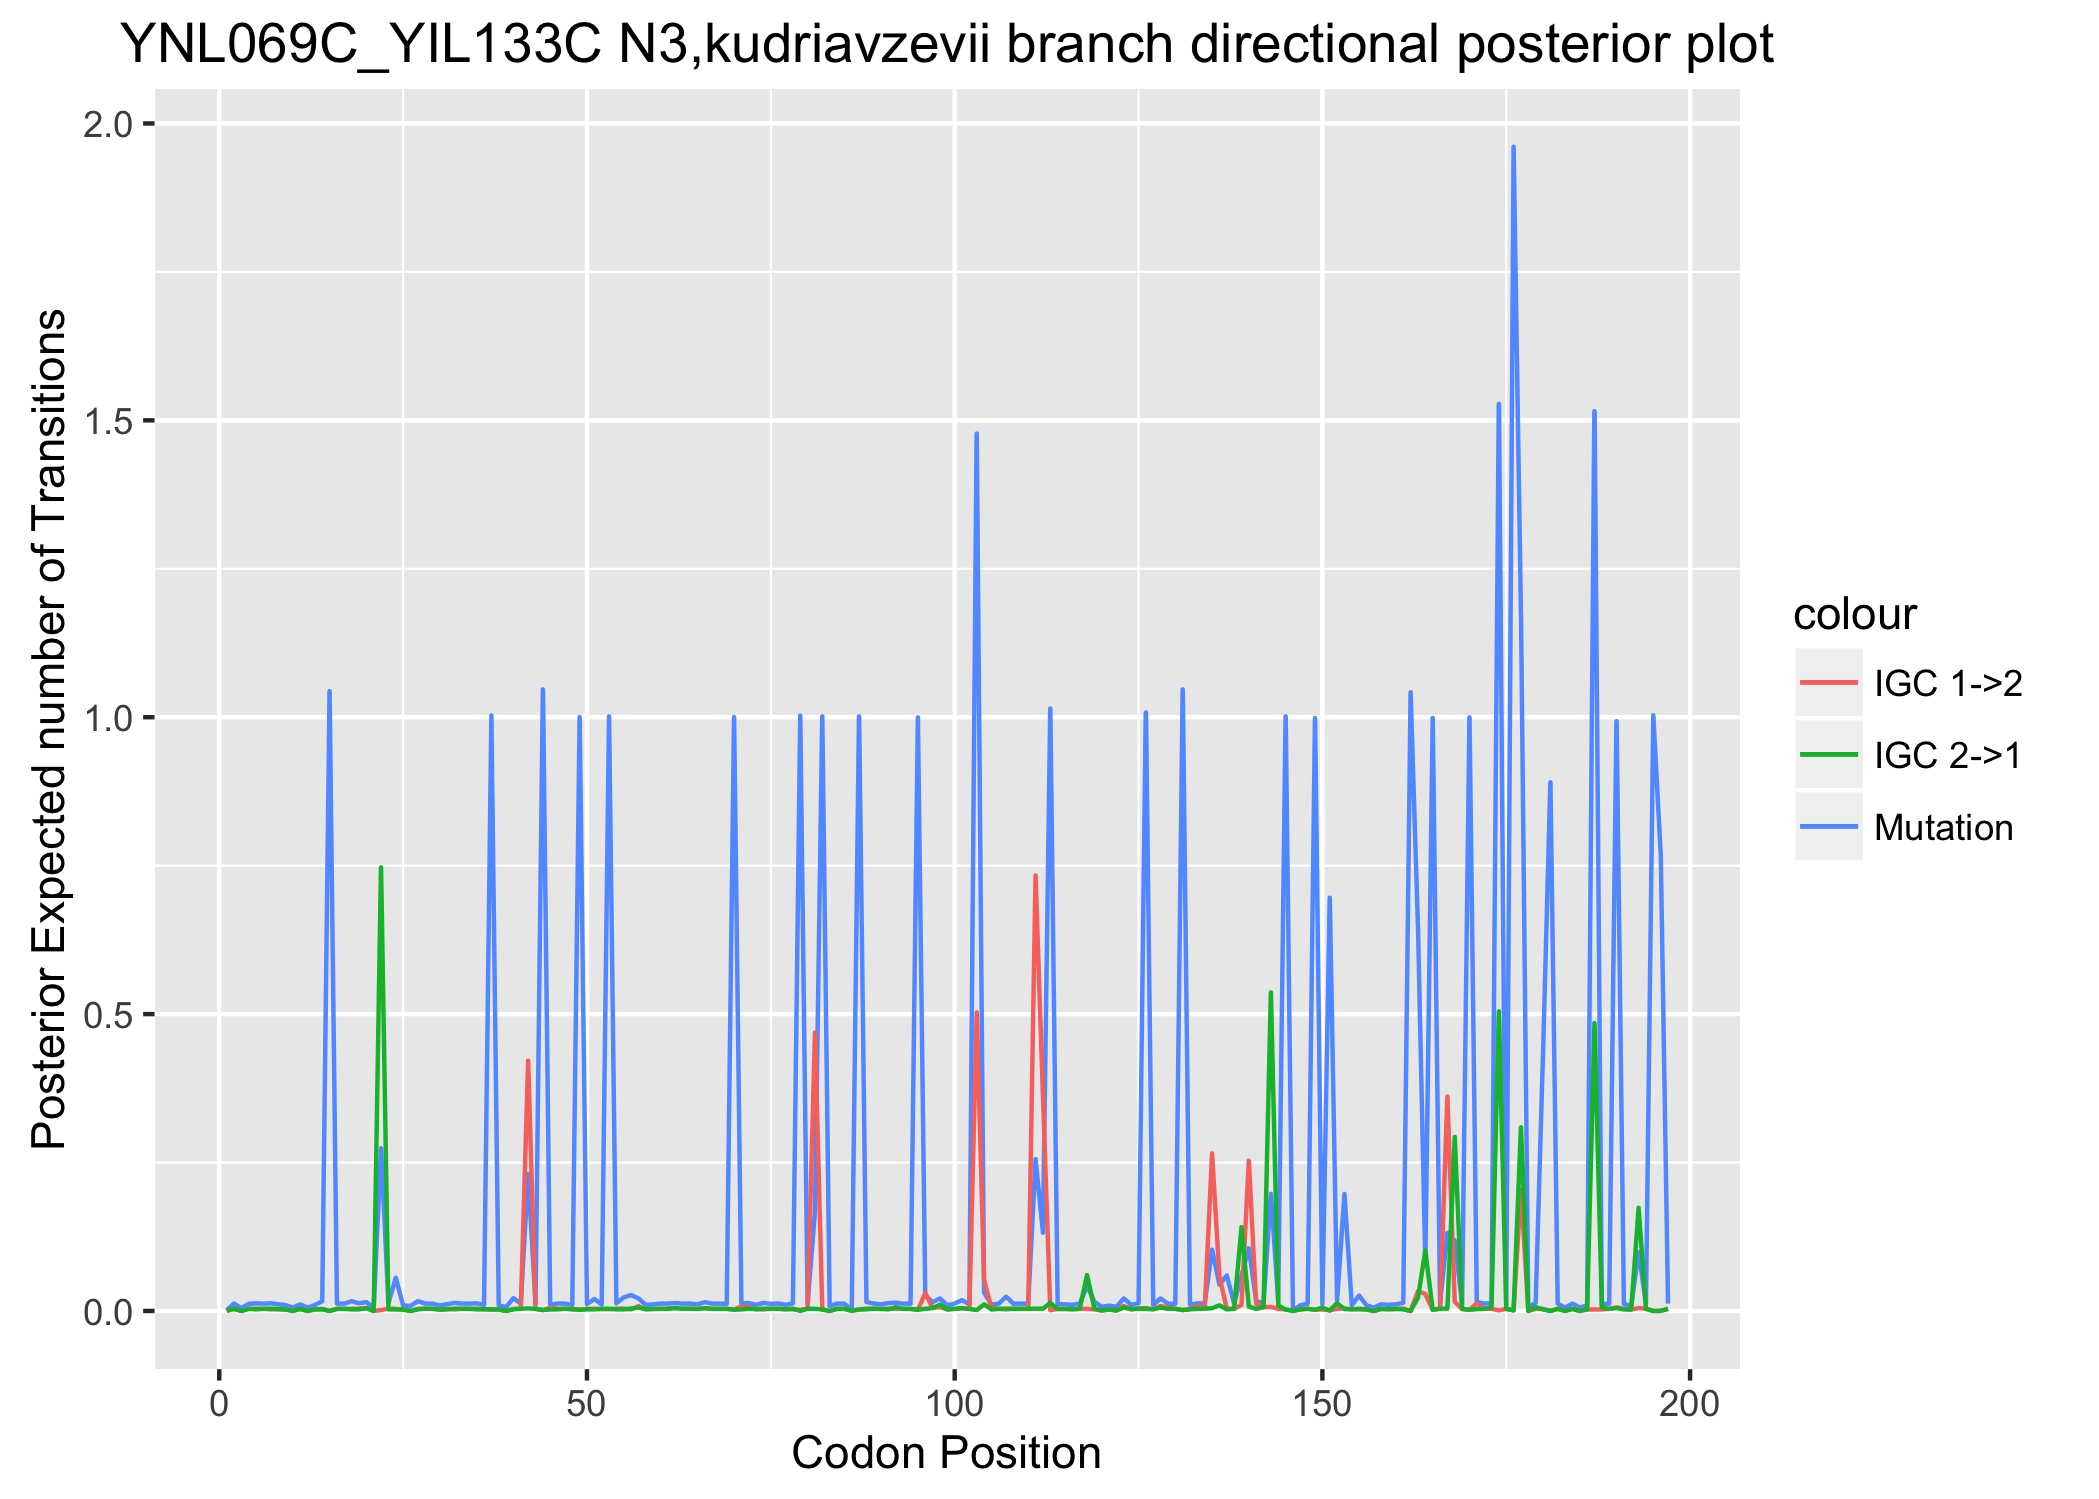 YNL069C_YIL133C N3,kudriavzevii branch directional posterior plot
Posterior Expected number of Transitions
2.0
1.5
1.0
0.5
0.0
0 50 100 150 200
Codon Position
colour
IGC 1->2
IGC 2->1
Mutation